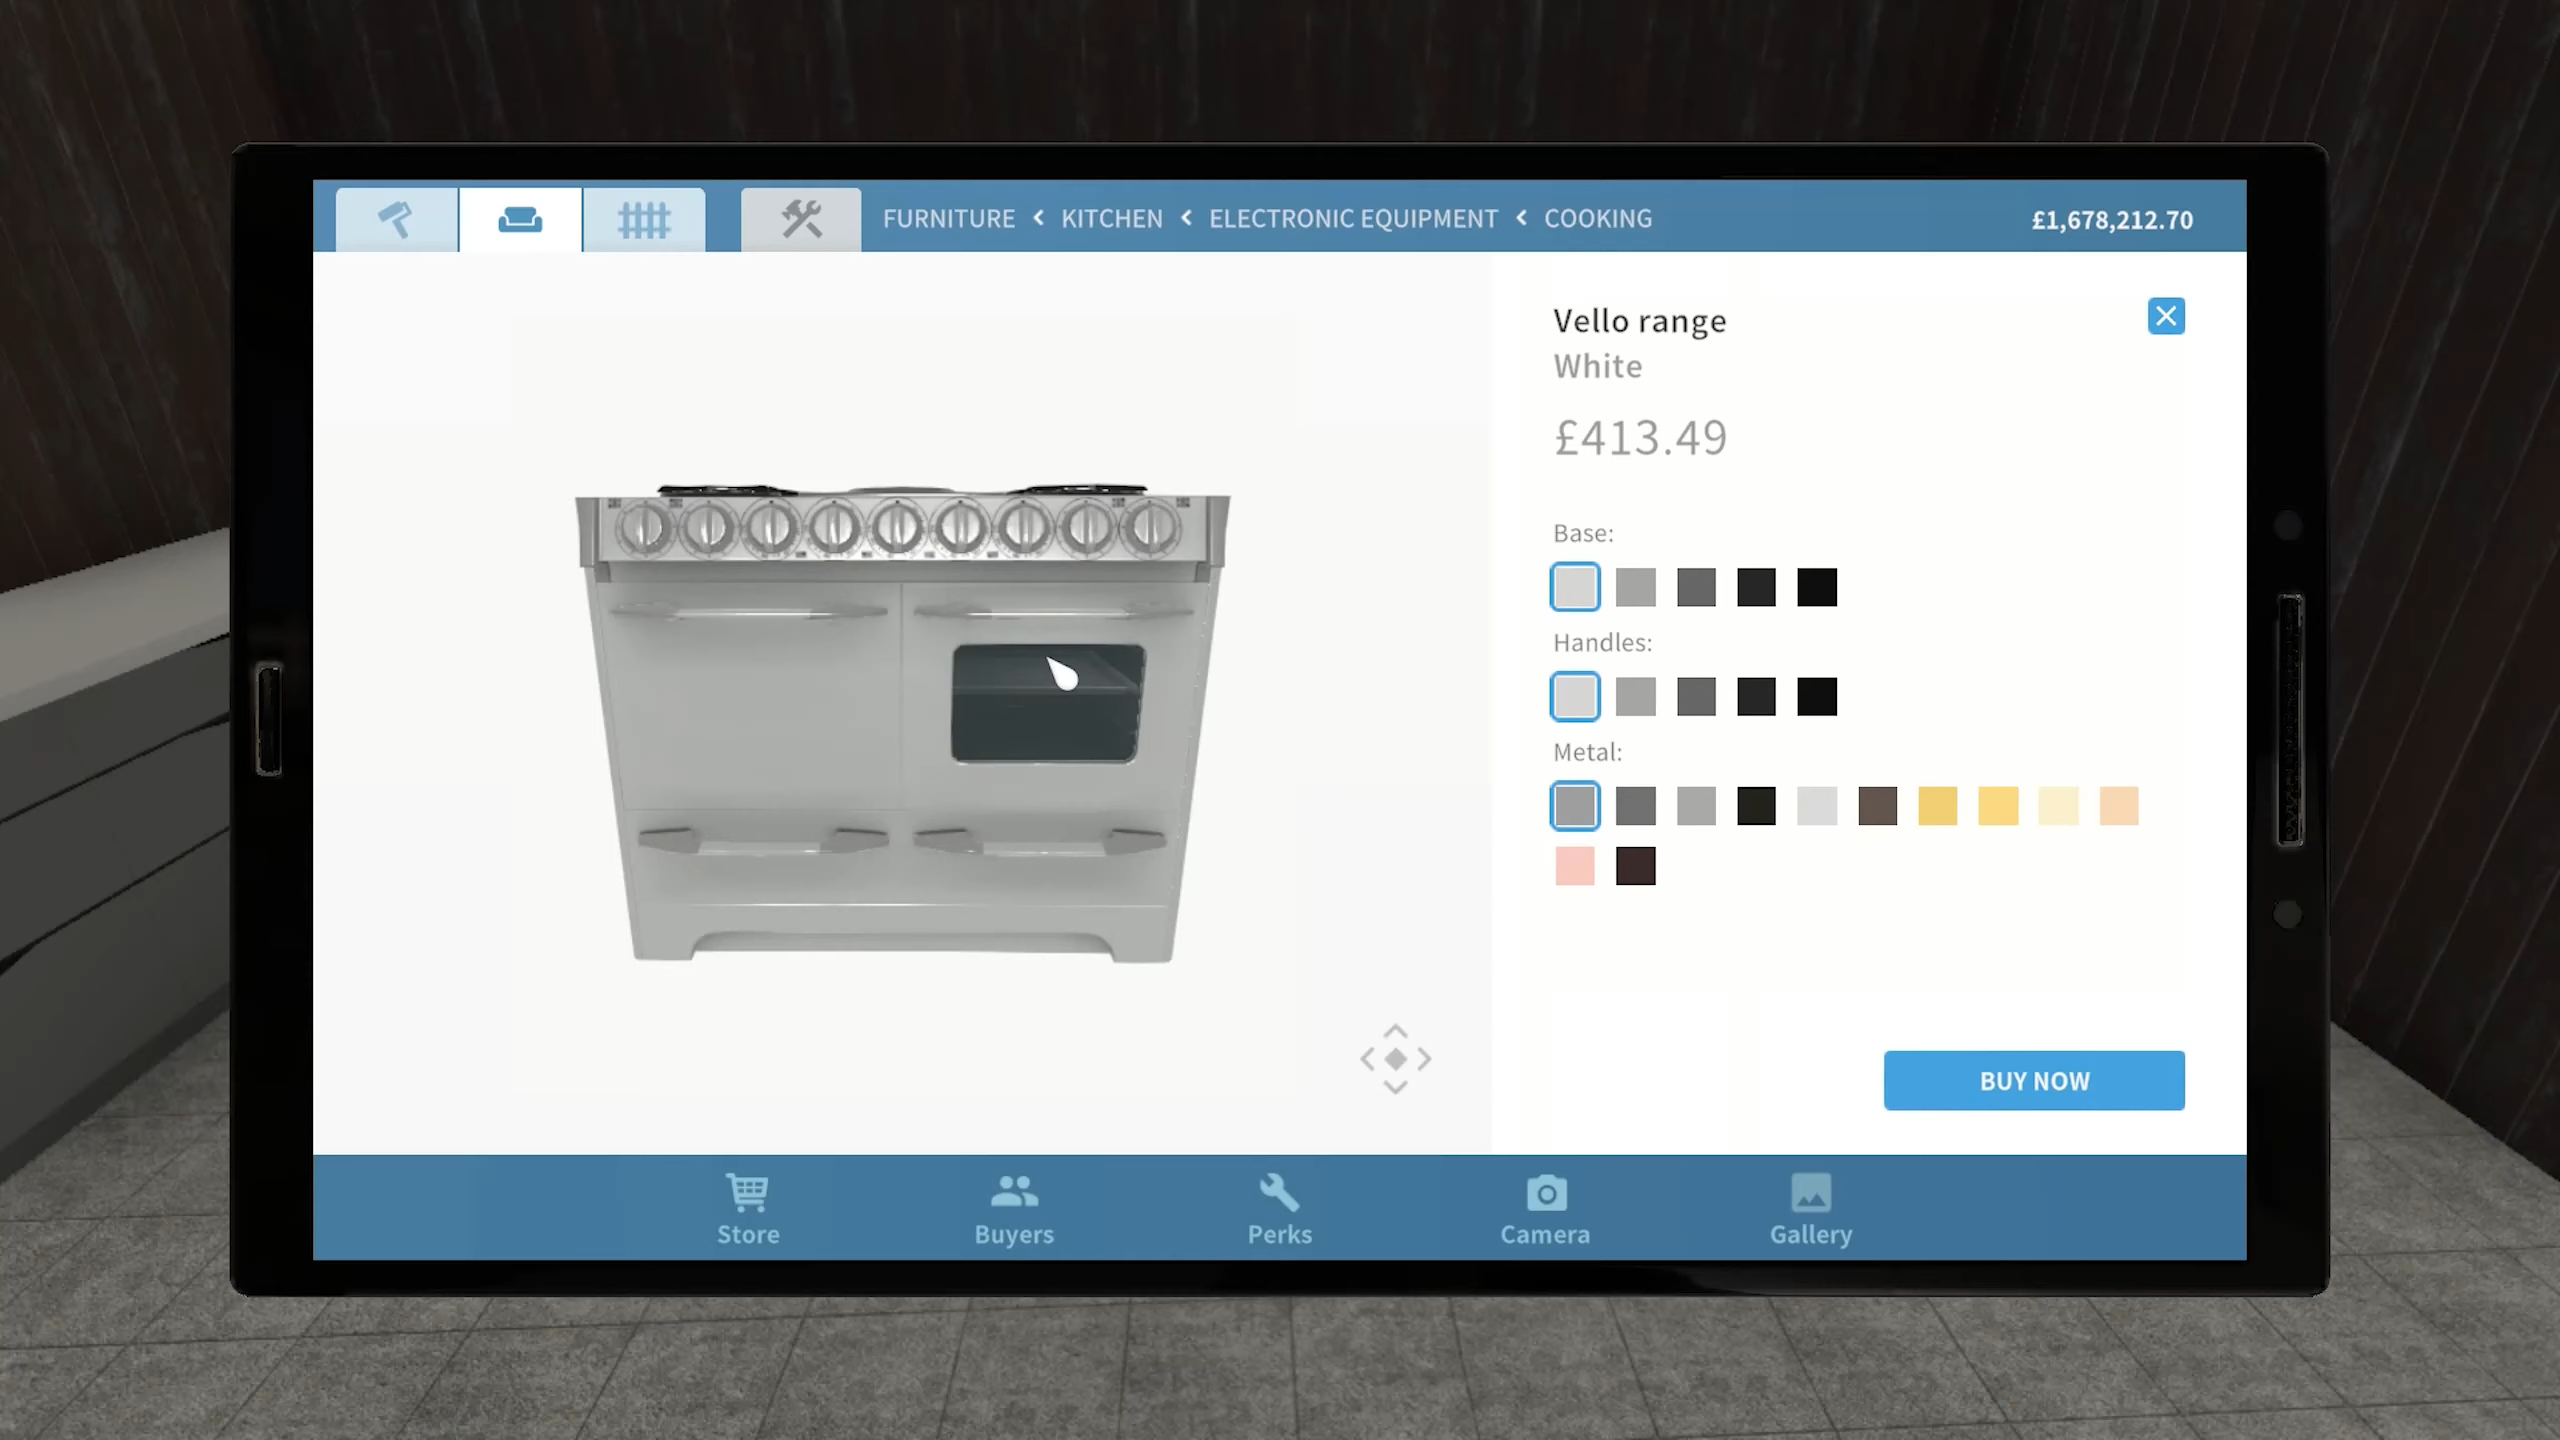 FURNITURE < KITCHEN < ELECTRONIC EQUIPMENT < COOKING
£1,678,212.70
Vello range
White
£413.49
Base:
Handles:
Metal:
BUY NOW
Store
Buyers
Perks
Camera
Gallery